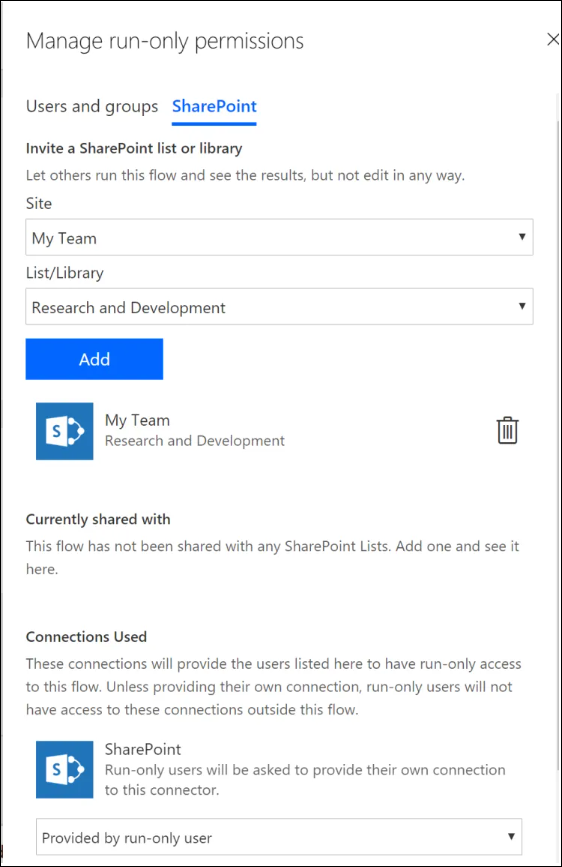 Manage run-only permissions
Users and groups SharePoint
Invite a SharePoint list or library
Let others run this flow and see the results, but not edit in any way.
Site
My Team
List/Library
Research and Development
Add
S
My Team
Research and Development
Currently shared with
This flow has not been shared with any SharePoint Lists. Add one and see it
here.
Connections Used
These connections will provide the users listed here to have run-only access
to this flow. Unless providing their own connection, run-only users will not
have access to these connections outside this flow.
S
SharePoint
Run-only users will be asked to provide their own connection
to this connector.
Provided by run-only user